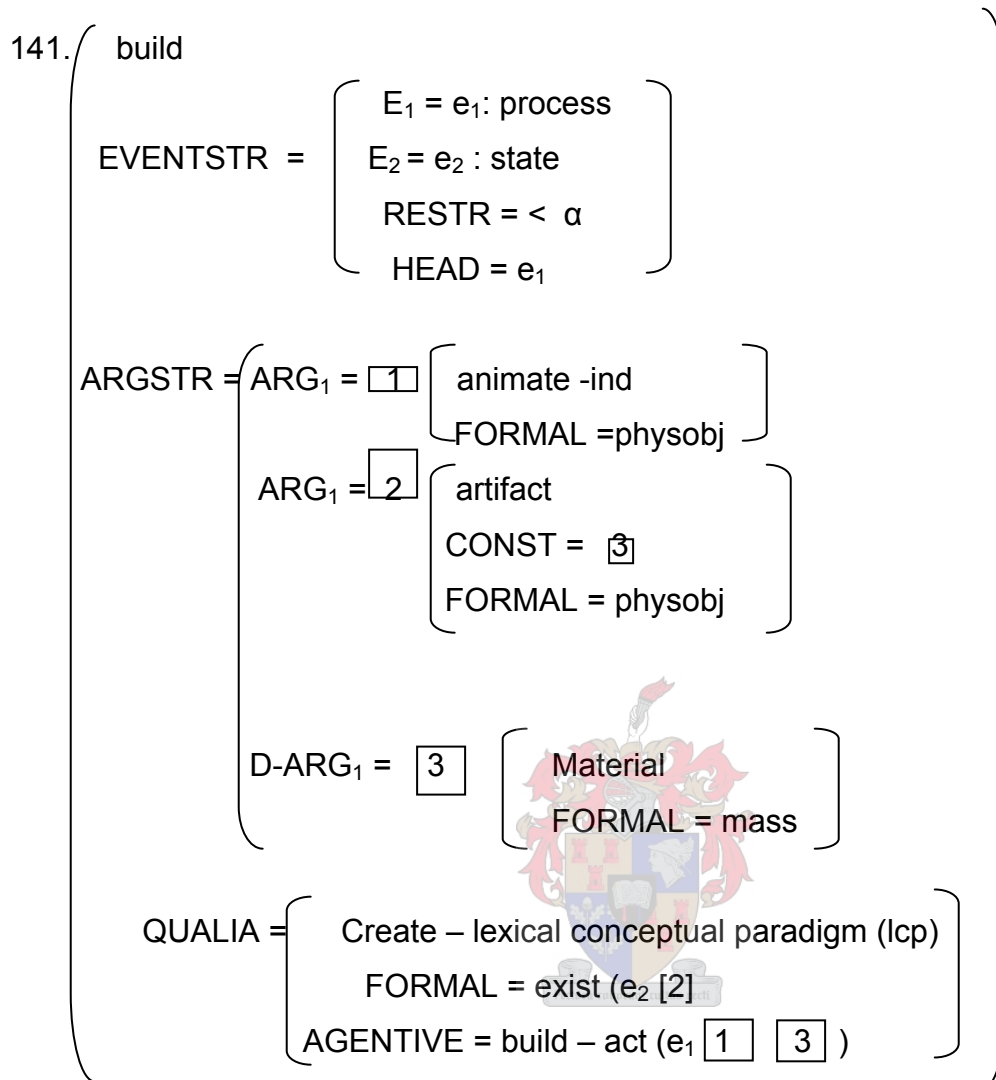 141. build
E₁ = e₁: process
EVENTSTR = E₂ = e₂ : state
RESTR = < α
HEAD = e₁
ARGSTR = ARG₁ = 1 animate -ind
FORMAL =physobj
ARG₁ = 2 artifact
CONST = 3
FORMAL = physobj
D-ARG₁ = 3 Material
FORMAL = mass
QUALIA = Create – lexical conceptual paradigm (lcp)
FORMAL = exist (e₂ [2]
AGENTIVE = build – act (e₁ 1 3 )